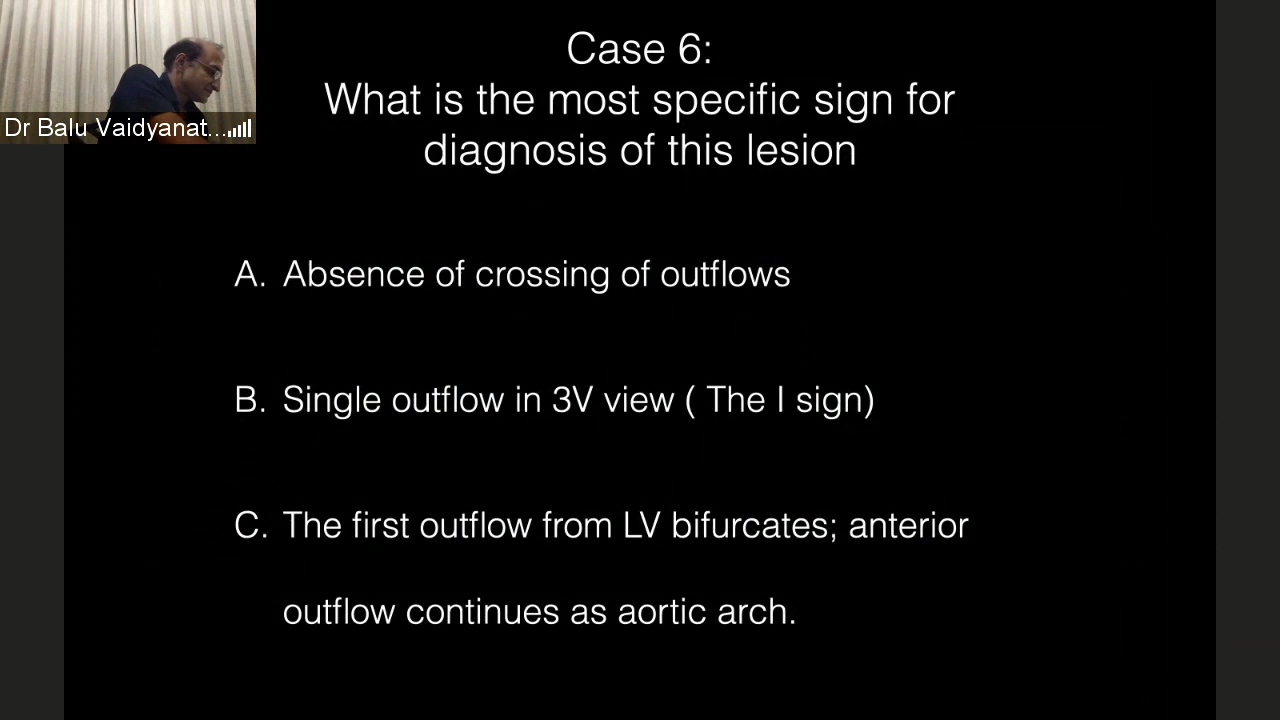 Case 6:
What is the most specific sign for
diagnosis of this lesion
Dr Balu Vaidyanat...
A. Absence of crossing of outflows
B. Single outflow in 3V view ( The I sign)
C. The first outflow from LV bifurcates; anterior
outflow continues as aortic arch.